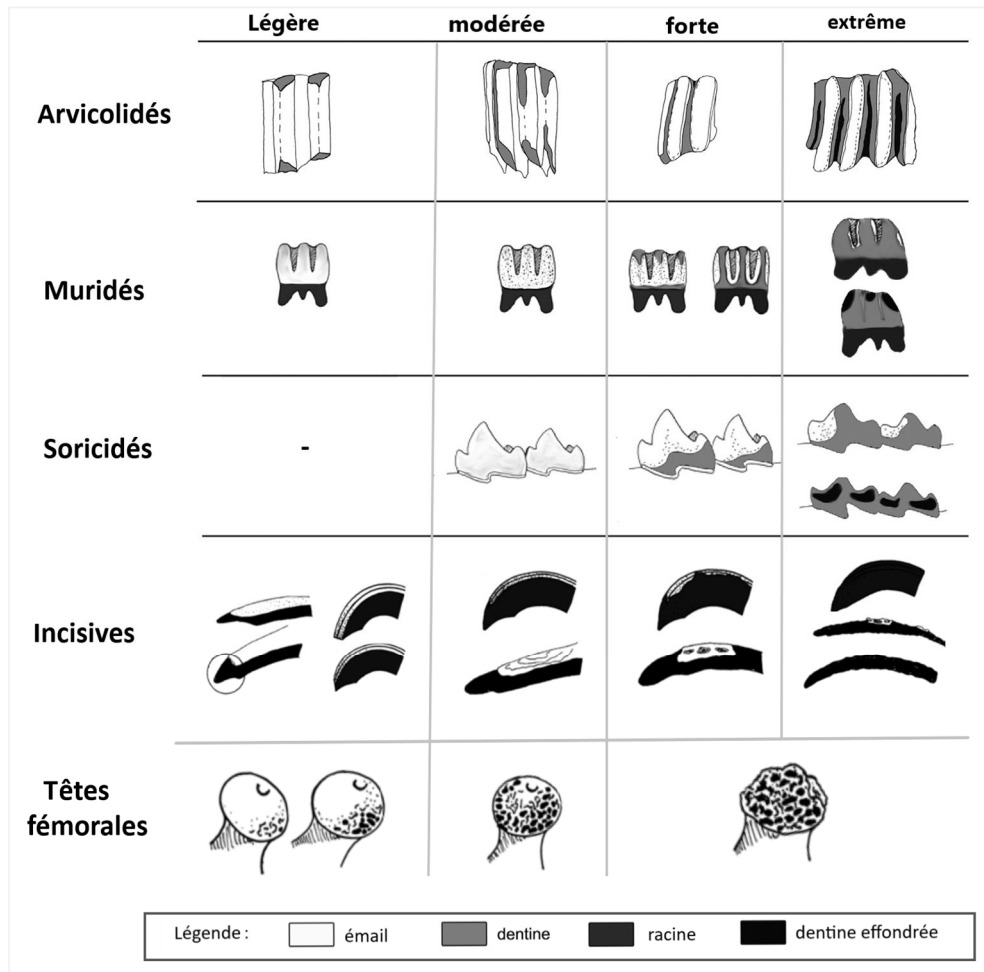 Légère modérée forte extrême
Arvicolidés
Muridés
Soricidés -
Incisives
Têtes
fémorales
Légende : émail dentine racine dentine effondrée